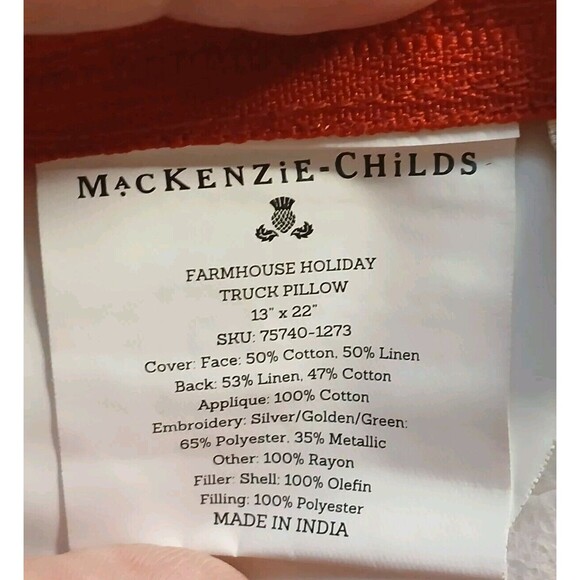 MACKENZiE-CHiLDS
FARMHOUSE HOLIDAY
TRUCK PILLOW
13" x 22"
SKU: 75740-1273
Cover: Face: 50% Cotton, 50% Linen
Back: 53% Linen, 47% Cotton
Applique: 100% Cotton
Embroidery: Silver/Golden/Green:
65% Polyester, 35% Metallic
Other: 100% Rayon
Filler: Shell: 100% Olefin
Filling: 100% Polyester
MADE IN INDIA